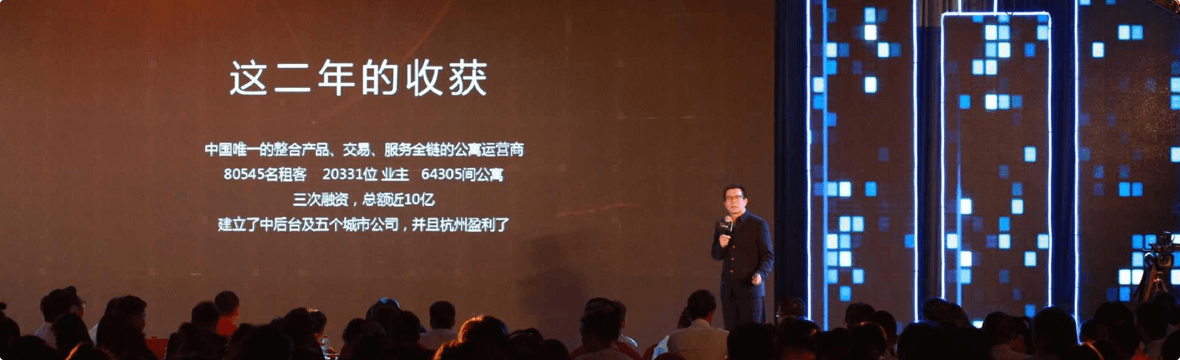 这二年的收获
中国唯一的整合产品、交易、服务全链的公寓运营商
80545名租客 20331位 业主 64305间公寓
三次融资，总额近10亿
建立了中后台及五个城市公司，并且杭州盈利了